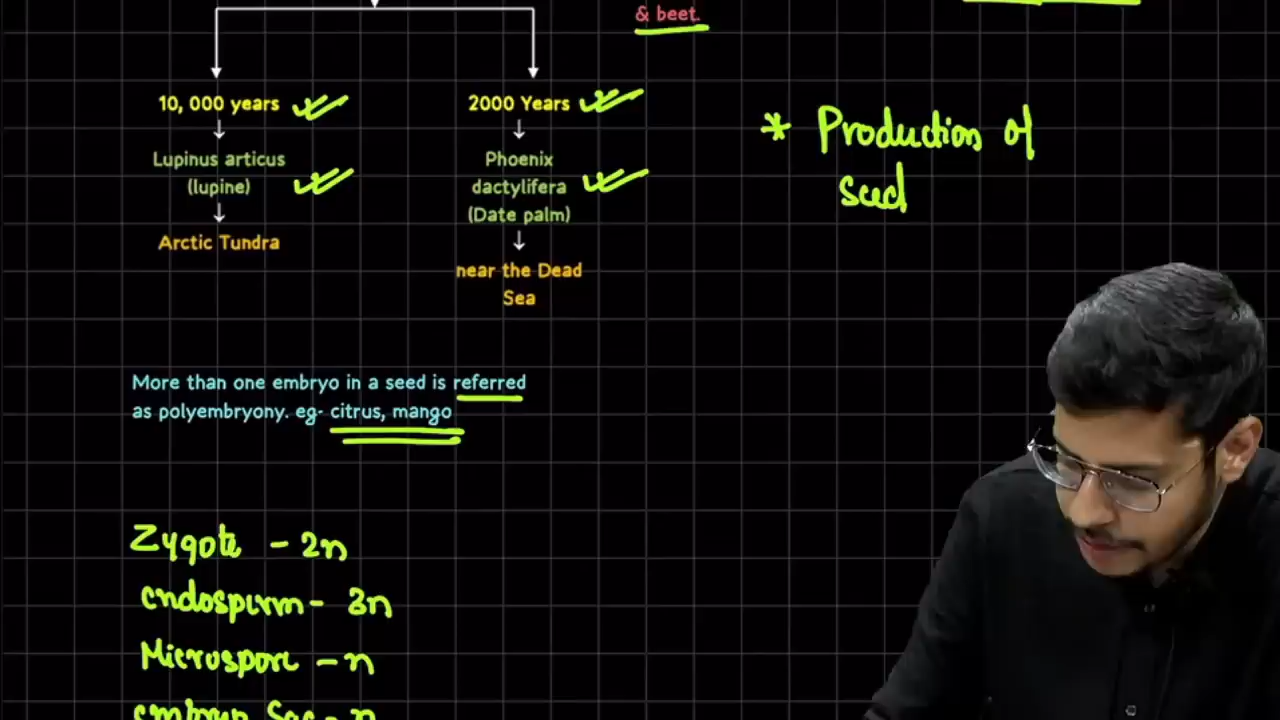 & beet.
10, 000 years
2000 Years
Lupinus articus
(lupine)
Phoenix
dactylifera
(Date palm)
Arctic Tundra
near the Dead
Sea
* Production of
seed
More than one embryo in a seed is referred
as polyembryony. eg- citrus, mango
Zygote - 2n
endosperm - 3n
Microspore - n
embryo Sac - n